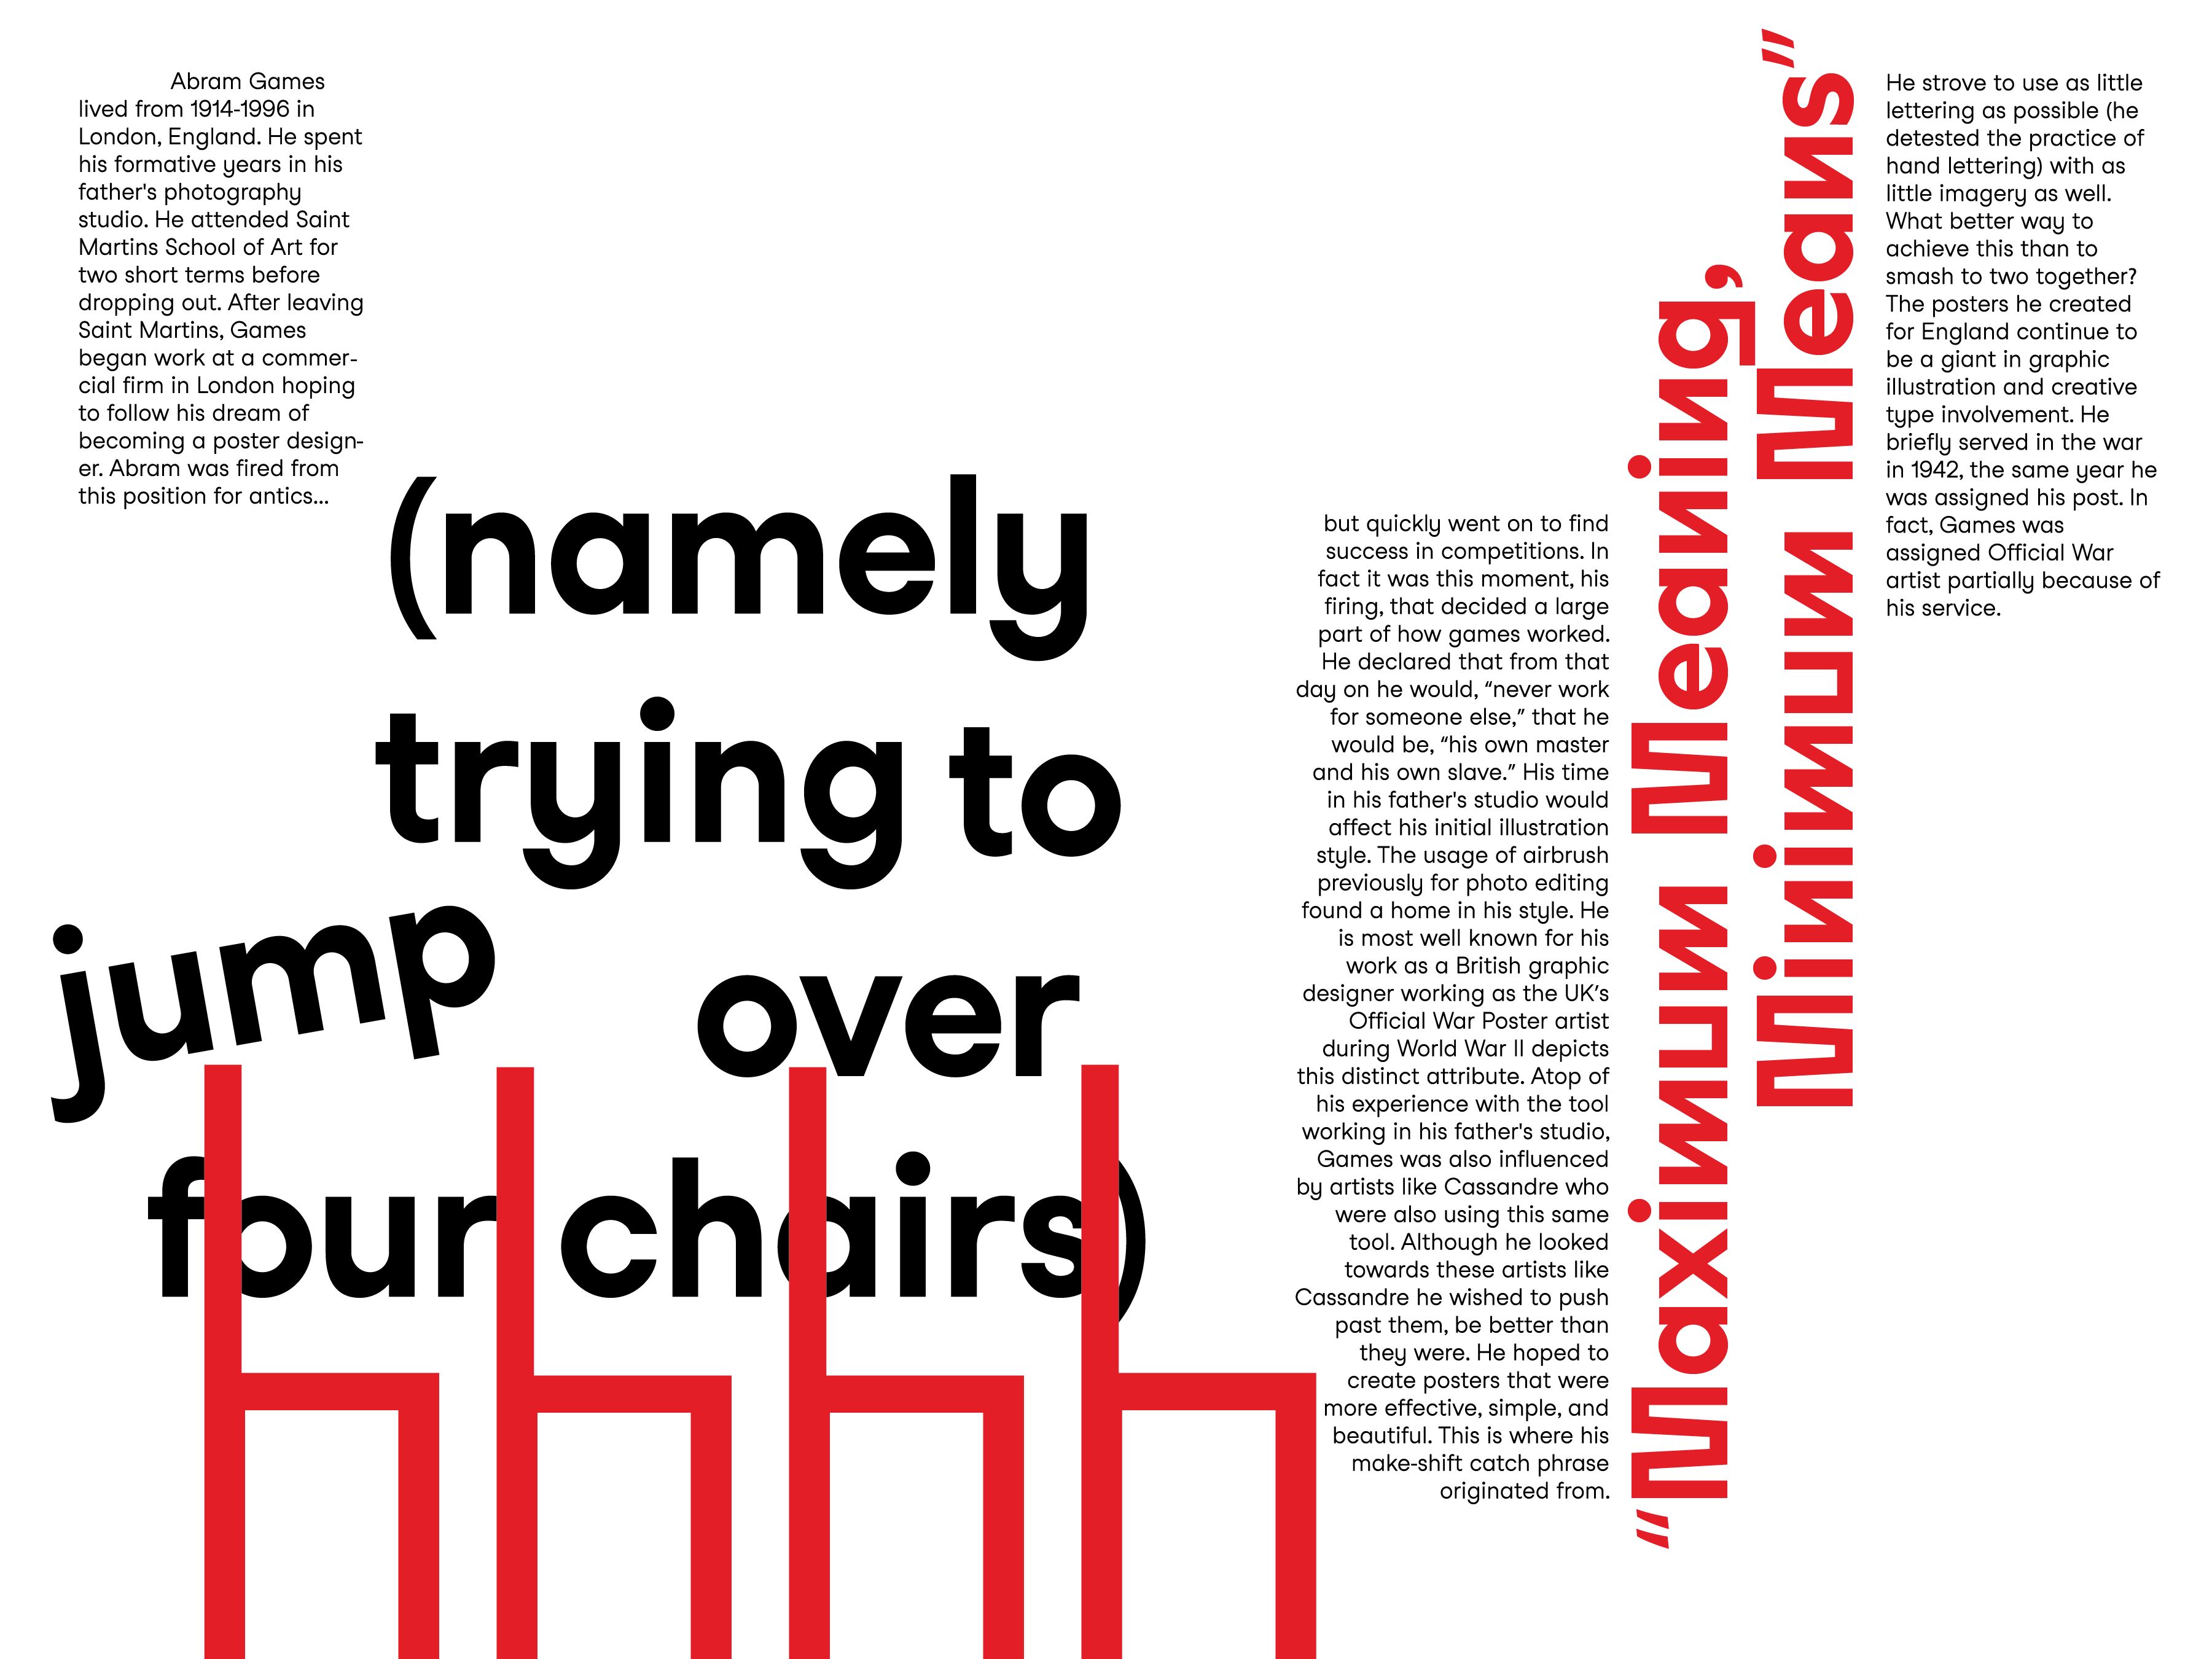 Abram Games
lived from 1914-1996 in
London, England. He spent
his formative years in his
father's photography
studio. He attended Saint
Martins School of Art for
two short terms before
dropping out. After leaving
Saint Martins, Games
began work at a commer-
cial firm in London hoping
to follow his dream of
becoming a poster design-
er. Abram was fired from
this position for antics...
(namely
trying to
jump over
four chairs)
but quickly went on to find
success in competitions. In
fact it was this moment, his
firing, that decided a large
part of how games worked.
He declared that from that
day on he would, “never work
for someone else,” that he
would be, “his own master
and his own slave.” His time
in his father's studio would
affect his initial illustration
style. The usage of airbrush
previously for photo editing
found a home in his style. He
is most well known for his
work as a British graphic
designer working as the UK’s
Official War Poster artist
during World War II depicts
this distinct attribute. Atop of
his experience with the tool
working in his father's studio,
Games was also influenced
by artists like Cassandre who
were also using this same
tool. Although he looked
towards these artists like
Cassandre he wished to push
past them, be better than
they were. He hoped to
create posters that were
more effective, simple, and
beautiful. This is where his
make-shift catch phrase
originated from.
“Maximum Meaning,
Minimum Means”
He strove to use as little
lettering as possible (he
detested the practice of
hand lettering) with as
little imagery as well.
What better way to
achieve this than to
smash to two together?
The posters he created
for England continue to
be a giant in graphic
illustration and creative
type involvement. He
briefly served in the war
in 1942, the same year he
was assigned his post. In
fact, Games was
assigned Official War
artist partially because of
his service.